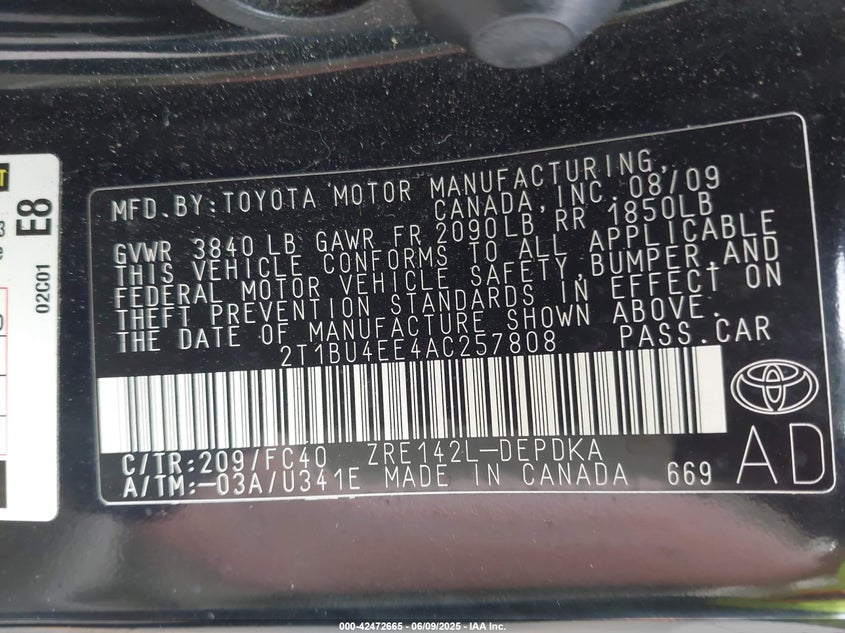 MFD. BY: TOYOTA MOTOR MANUFACTURING,
CANADA, INC. 08/09
GVWR 3840 LB GAWR FR 2090LB RR 1850LB
THIS VEHICLE CONFORMS TO ALL APPLICABLE
FEDERAL MOTOR VEHICLE SAFETY, BUMPER, AND
THEFT PREVENTION STANDARDS IN EFFECT ON
THE DATE OF MANUFACTURE SHOWN ABOVE.
2T1BU4EE4AC257808 PASS. CAR
C/TR: 209/FC40 ZRE142L-DEPDKA
A/TM: -03A/U341E MADE IN CANADA 669
AD
E8
02C01
000-42472665 - 06/09/2025 - IAA Inc.